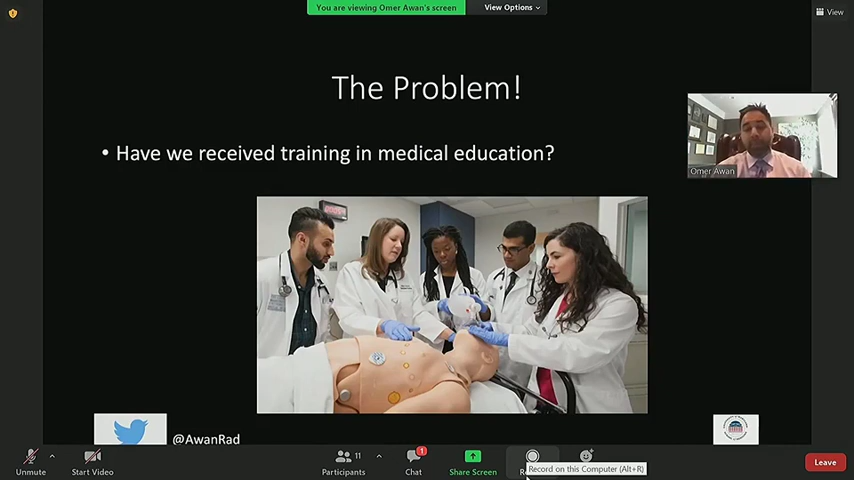 You are viewing Omer Awan's screen
View Options
View
The Problem!
• Have we received training in medical education?
Omer Awan
@AwanRad
Unmute
Start Video
11
Participants
1
Chat
Share Screen
Record on this Computer (Alt+R)
Leave